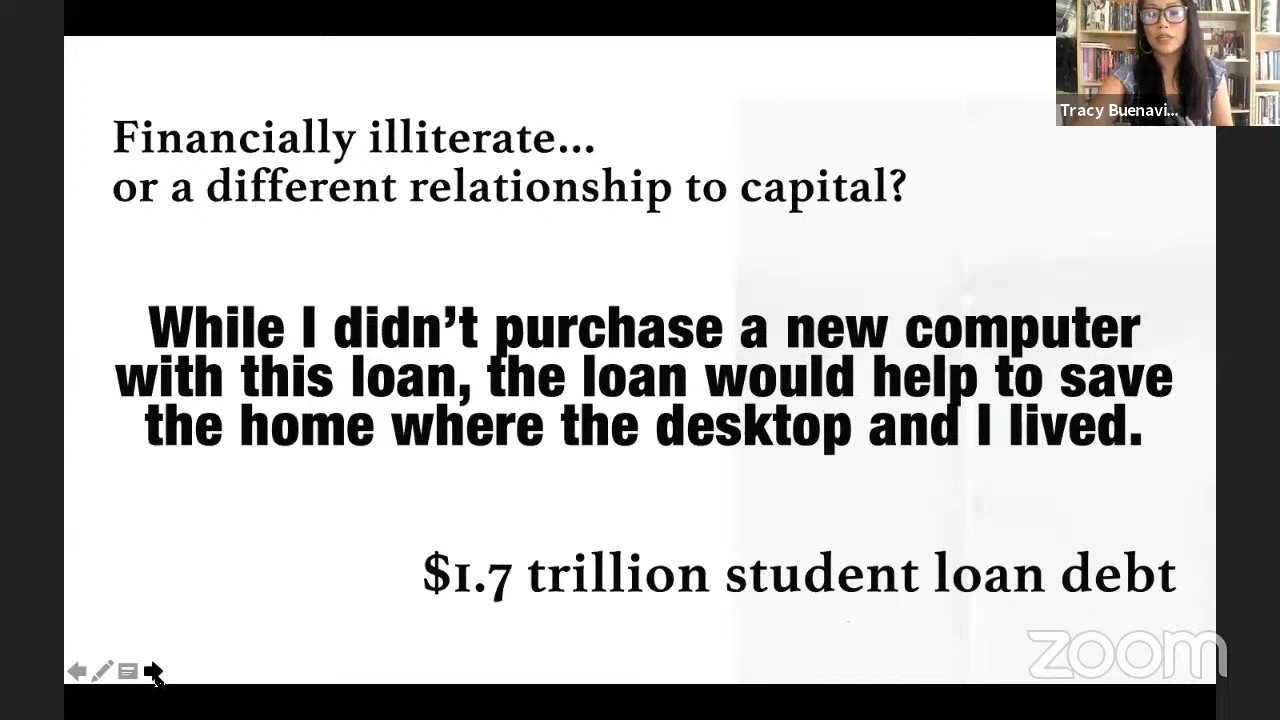 Tracy Buenavi...
Financially illiterate...
or a different relationship to capital?
While I didn’t purchase a new computer
with this loan, the loan would help to save
the home where the desktop and I lived.
$1.7 trillion student loan debt
zoom